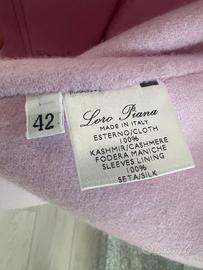 42
Loro Piana
MADE IN ITALY
ESTERNO/CLOTH
100%
KASHMIR/CASHMERE
FODERA MANICHE
SLEEVES LINING
100%
SETA/SILK